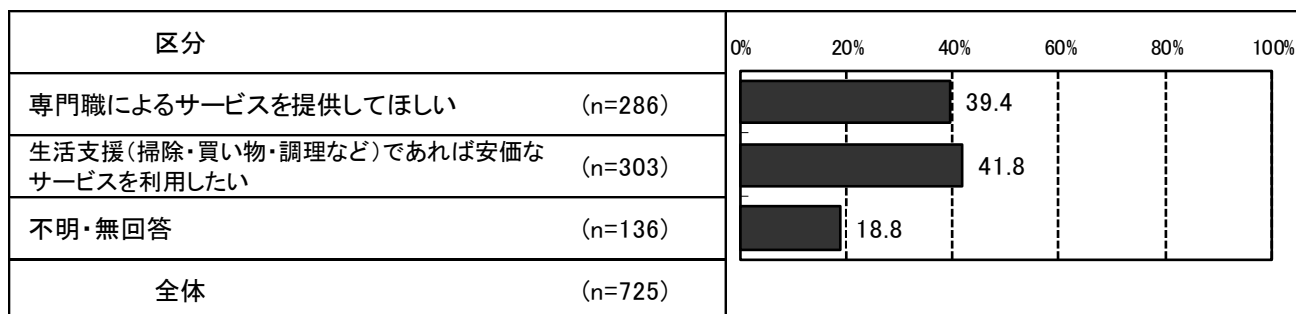 区分
0% 20% 40% 60% 80% 100%
専門職によるサービスを提供してほしい (n=286) 39.4
生活支援(掃除・買い物・調理など)であれば安価な
サービスを利用したい (n=303) 41.8
不明・無回答 (n=136) 18.8
全体 (n=725)